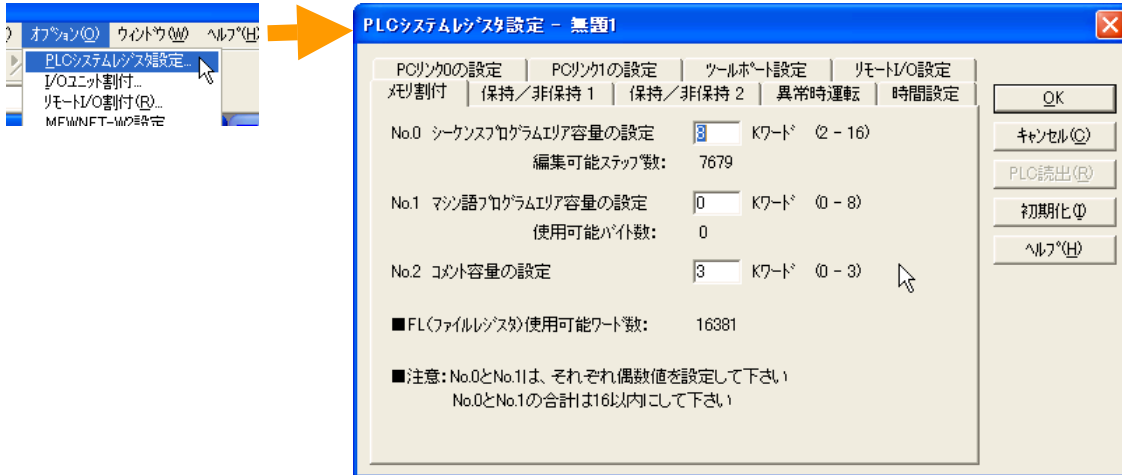 ) オプション(O) ウィンドウ(W) ヘルプ(H)
PLCシステムレジスタ設定...
I/Oユニット割付...
リモートI/O割付(R)...
MEWNET-W2設定
PLCシステムレジスタ設定 - 無題1
PCリンク0の設定 PCリンク1の設定 ツールポート設定 リモートI/O設定
メモリ割付 保持/非保持 1 保持/非保持 2 異常時運転 時間設定
No.0 シーケンスプログラムエリア容量の設定 8 Kワード (2 - 16)
編集可能ステップ数: 7679
No.1 マシン語プログラムエリア容量の設定 0 Kワード (0 - 8)
使用可能バイト数: 0
No.2 コメント容量の設定 3 Kワード (0 - 3)
■FL(ファイルレジスタ)使用可能ワード数: 16381
■注意:No.0とNo.1は、それぞれ偶数値を設定して下さい
No.0とNo.1の合計は16以内にして下さい
OK
キャンセル(C)
PLC読出(R)
初期化(I)
ヘルプ(H)